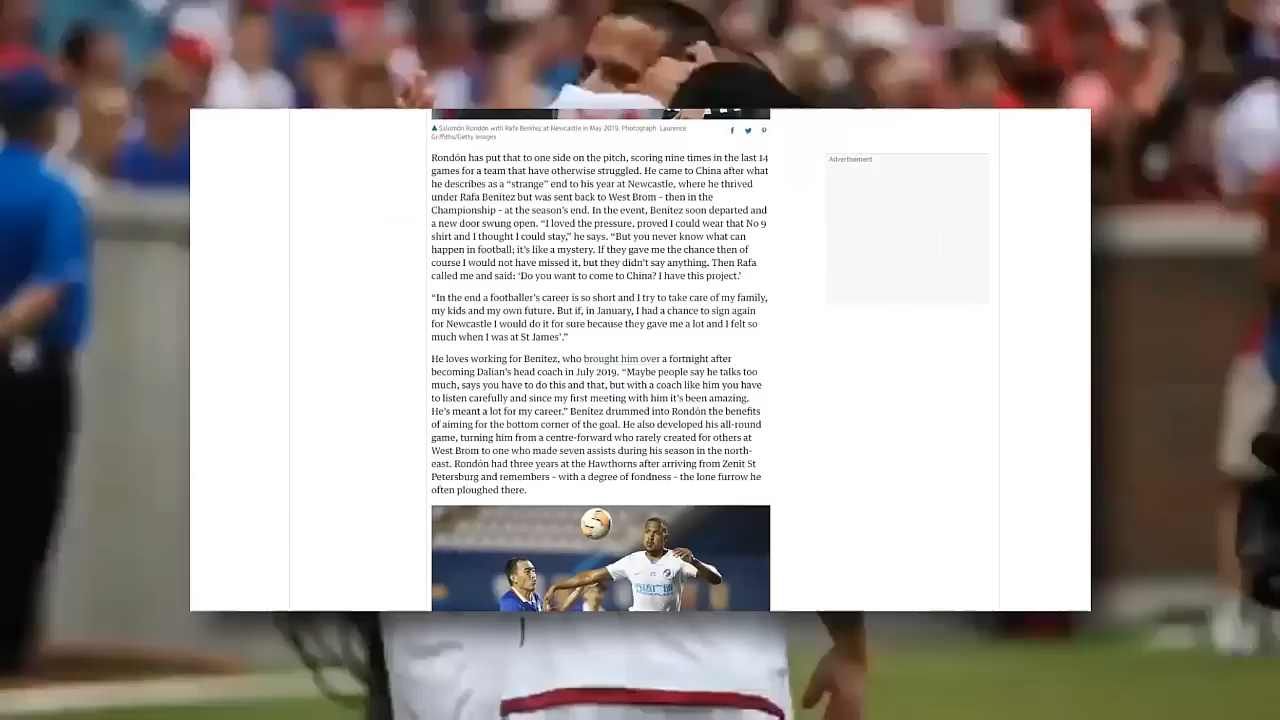 Salomón Rondón with Rafa Benítez at Newcastle in May 2019. Photograph: Laurence
Griffiths/Getty Images
Rondón has put that to one side on the pitch, scoring nine times in the last 14
games for a team that have otherwise struggled. He came to China after what
he describes as a “strange” end to his year at Newcastle, where he thrived
under Rafa Benítez but was sent back to West Brom – then in the
Championship – at the season’s end. In the event, Benítez soon departed and
a new door swung open. “I loved the pressure, proved I could wear that No 9
shirt and I thought I could stay,” he says. “But you never know what can
happen in football; it’s like a mystery. If they gave me the chance then of
course I would not have missed it, but they didn’t say anything. Then Rafa
called me and said: ‘Do you want to come to China? I have this project.’
“In the end a footballer’s career is so short and I try to take care of my family,
my kids and my own future. But if, in January, I had a chance to sign again
for Newcastle I would do it for sure because they gave me a lot and I felt so
much when I was at St James’.”
He loves working for Benítez, who brought him over a fortnight after
becoming Dalian’s head coach in July 2019. “Maybe people say he talks too
much, says you have to do this and that, but with a coach like him you have
to listen carefully and since my first meeting with him it’s been amazing.
He’s meant a lot for my career.” Benítez drummed into Rondón the benefits
of aiming for the bottom corner of the goal. He also developed his all-round
game, turning him from a centre-forward who rarely created for others at
West Brom to one who made seven assists during his season in the north-
east. Rondón had three years at the Hawthorns after arriving from Zenit St
Petersburg and remembers – with a degree of fondness – the lone furrow he
often ploughed there.
Advertisement